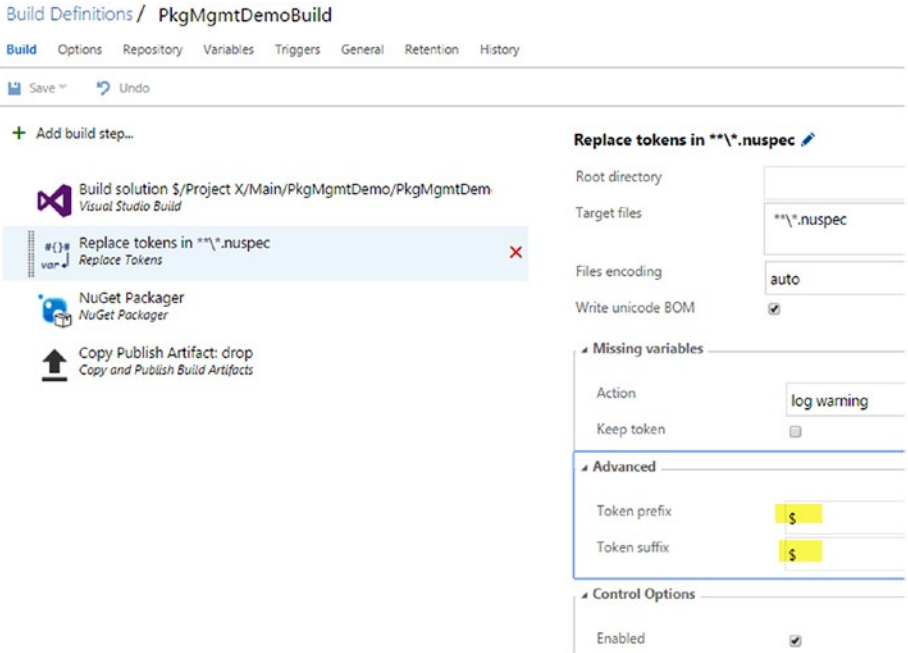 Build Definitions / PkgMgmtDemoBuild
Build Options Repository Variables Triggers General Retention History
Save Undo
+ Add build step...
Build solution $/Project X/Main/PkgMgmtDemo/PkgMgmtDem
Visual Studio Build
#{}#
var
Replace tokens in **\*.nuspec
Replace Tokens
NuGet Packager
NuGet Packager
Copy Publish Artifact: drop
Copy and Publish Build Artifacts
Replace tokens in **\*.nuspec
Root directory
Target files **\*.nuspec
Files encoding auto
Write unicode BOM
Missing variables
Action log warning
Keep token
Advanced
Token prefix $
Token suffix $
Control Options
Enabled